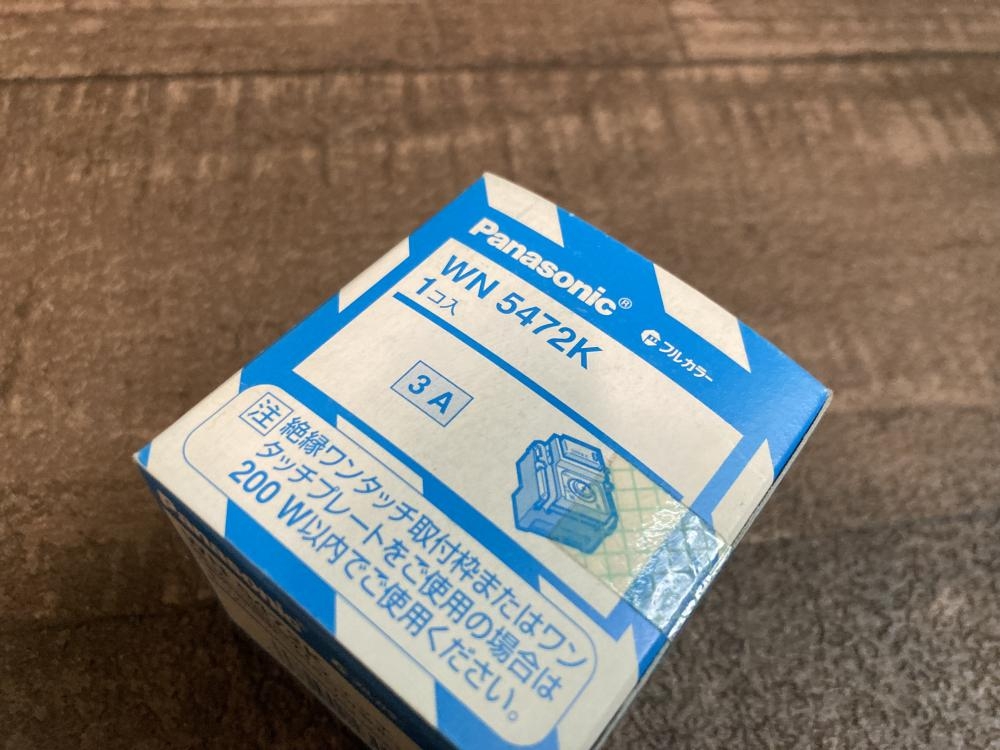 Panasonic®
WN 5472K
1コ入
フルカラー
3 A
注 絶縁ワンタッチ取付枠またはワン
タッチプレートをご使用の場合は
200 W以内でご使用ください。